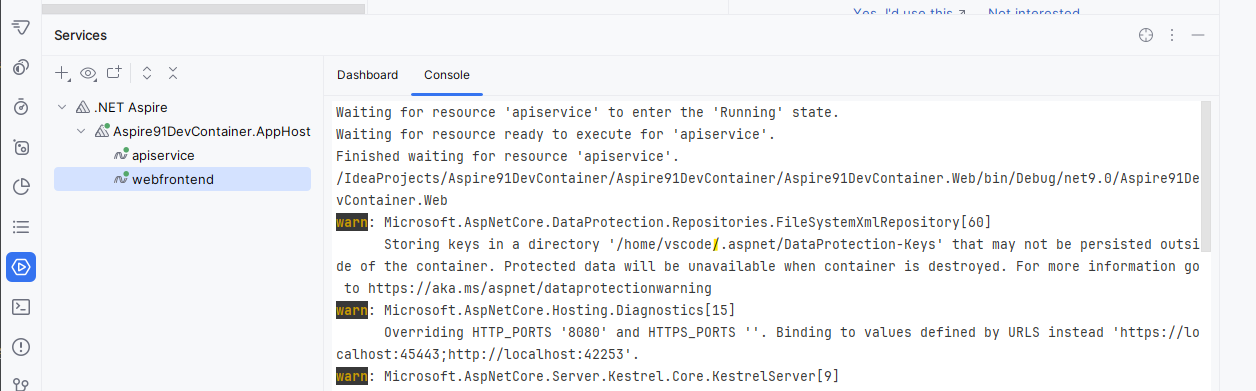 Yes, I'd use this ↗ Not interested
Services
Dashboard Console
.NET Aspire
Aspire91DevContainer.AppHost
apiservice
webfrontend
Waiting for resource 'apiservice' to enter the 'Running' state.
Waiting for resource ready to execute for 'apiservice'.
Finished waiting for resource 'apiservice'.
/IdeaProjects/Aspire91DevContainer/Aspire91DevContainer/Aspire91DevContainer.Web/bin/Debug/net9.0/Aspire91De
vContainer.Web
warn: Microsoft.AspNetCore.DataProtection.Repositories.FileSystemXmlRepository[60]
Storing keys in a directory '/home/vscode/.aspnet/DataProtection-Keys' that may not be persisted outsi
de of the container. Protected data will be unavailable when container is destroyed. For more information go
to https://aka.ms/aspnet/dataprotectionwarning
warn: Microsoft.AspNetCore.Hosting.Diagnostics[15]
Overriding HTTP_PORTS '8080' and HTTPS_PORTS ''. Binding to values defined by URLS instead 'https://lo
calhost:45443;http://localhost:42253'.
warn: Microsoft.AspNetCore.Server.Kestrel.Core.KestrelServer[9]